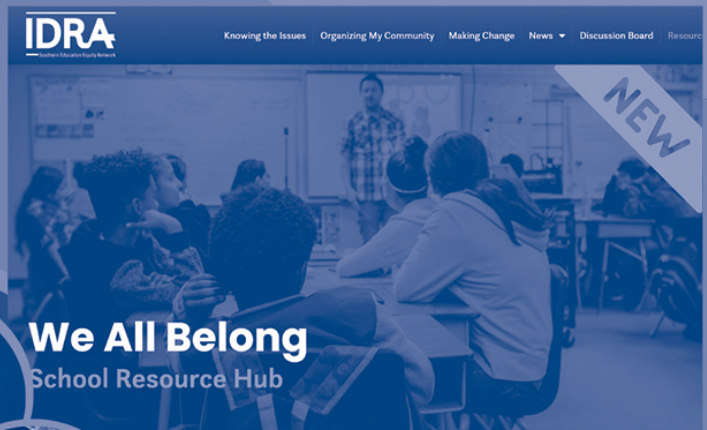 IDRA
Southern Education Equity Network
Knowing the Issues Organizing My Community Making Change News Discussion Board Resourc
NEW
We All Belong
School Resource Hub